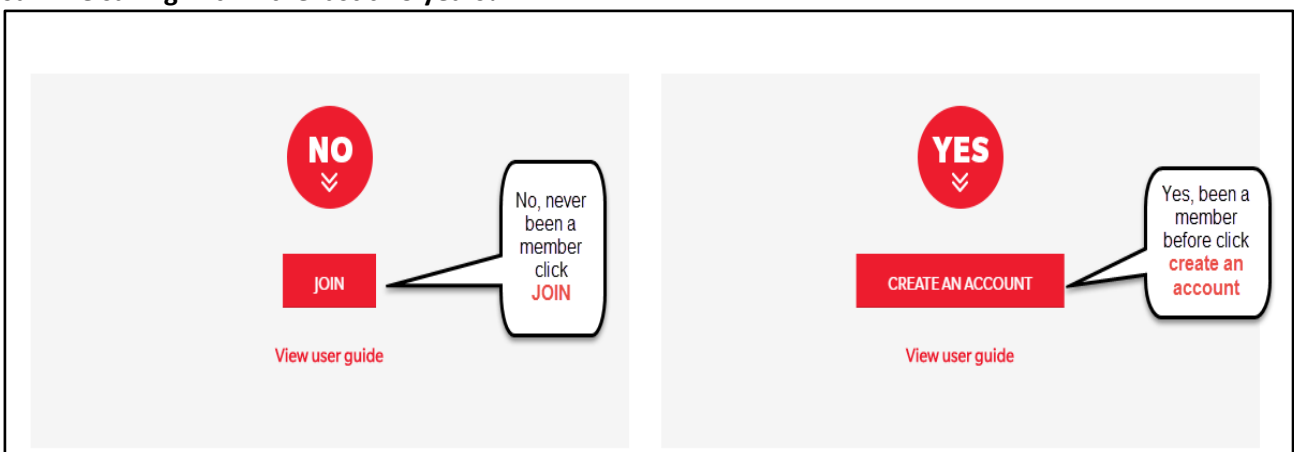 NO
JOIN
View user guide
No, never
been a
member
click
JOIN
YES
CREATE AN ACCOUNT
View user guide
Yes, been a
member
before click
create an
account